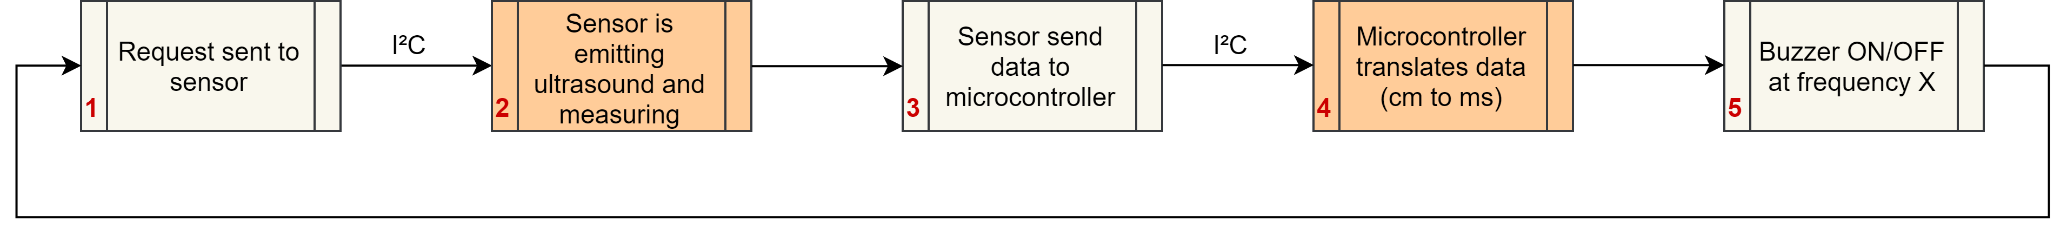 Request sent to
sensor
1
I²C
Sensor is
emitting
ultrasound and
measuring
2
Sensor send
data to
microcontroller
3
I²C
Microcontroller
translates data
(cm to ms)
4
Buzzer ON/OFF
at frequency X
5